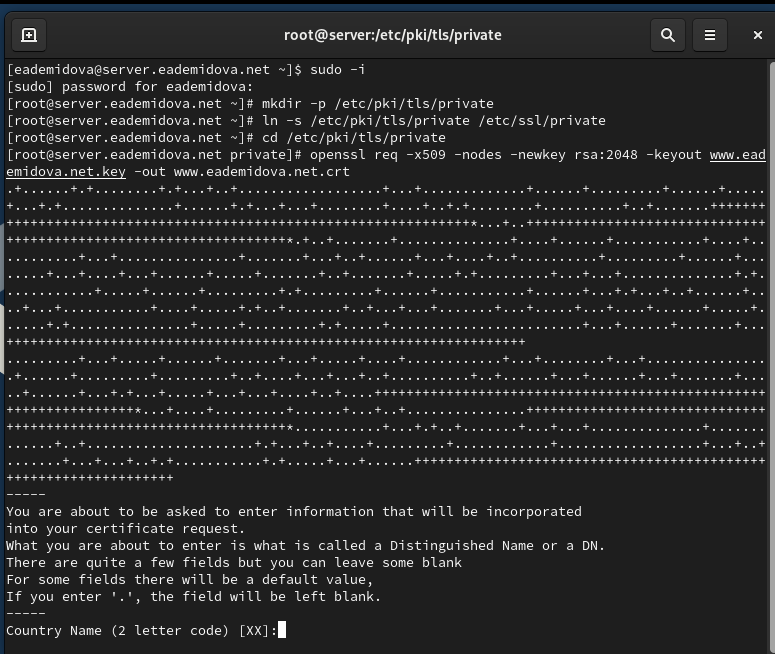 root@server:/etc/pki/tls/private
[eademidova@server.eademidova.net ~]$ sudo -i
[sudo] password for eademidova:
[root@server.eademidova.net ~]# mkdir -p /etc/pki/tls/private
[root@server.eademidova.net ~]# ln -s /etc/pki/tls/private /etc/ssl/private
[root@server.eademidova.net ~]# cd /etc/pki/tls/private
[root@server.eademidova.net private]# openssl req -x509 -nodes -newkey rsa:2048 -keyout www.ead
emidova.net.key -out www.eademidova.net.crt
-----
You are about to be asked to enter information that will be incorporated
into your certificate request.
What you are about to enter is what is called a Distinguished Name or a DN.
There are quite a few fields but you can leave some blank
For some fields there will be a default value,
If you enter '.', the field will be left blank.
-----
Country Name (2 letter code) [XX]: